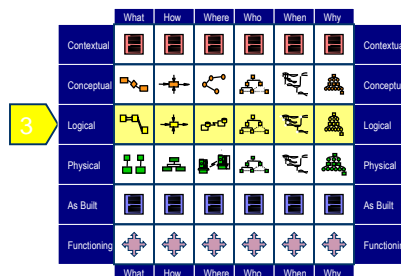 What How Where Who When Why
Contextual Contextua
Conceptual Conceptu
3 Logical Logical
Physical Physical
As Built As Built
Functioning Functionin
What How Where Who When Why